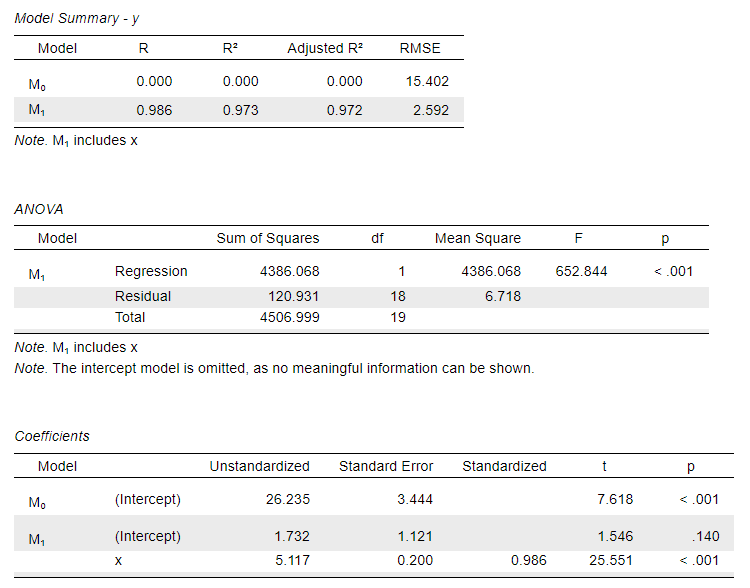 Model Summary - y
Model R R² Adjusted R² RMSE
M₀ 0.000 0.000 0.000 15.402
M₁ 0.986 0.973 0.972 2.592
Note. M₁ includes x
ANOVA
Model Sum of Squares df Mean Square F p
M₁ Regression 4386.068 1 4386.068 652.844 < .001
Residual 120.931 18 6.718
Total 4506.999 19
Note. M₁ includes x
Note. The intercept model is omitted, as no meaningful information can be shown.
Coefficients
Model Unstandardized Standard Error Standardized t p
M₀ (Intercept) 26.235 3.444 7.618 < .001
M₁ (Intercept) 1.732 1.121 1.546 .140
x 5.117 0.200 0.986 25.551 < .001